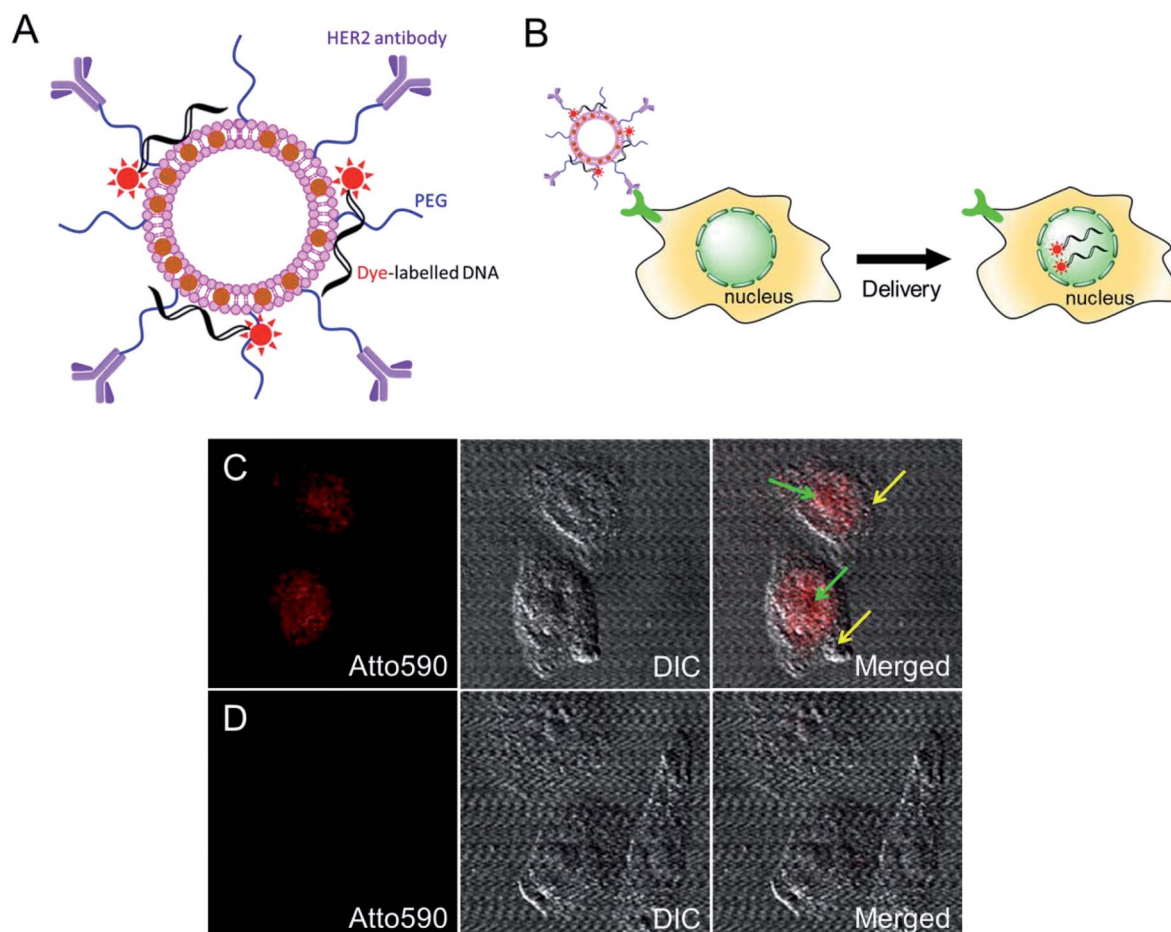 A
HER2 antibody
PEG
Dye-labelled DNA
B
nucleus
Delivery
nucleus
C
Atto590
DIC
Merged
D
Atto590
DIC
Merged